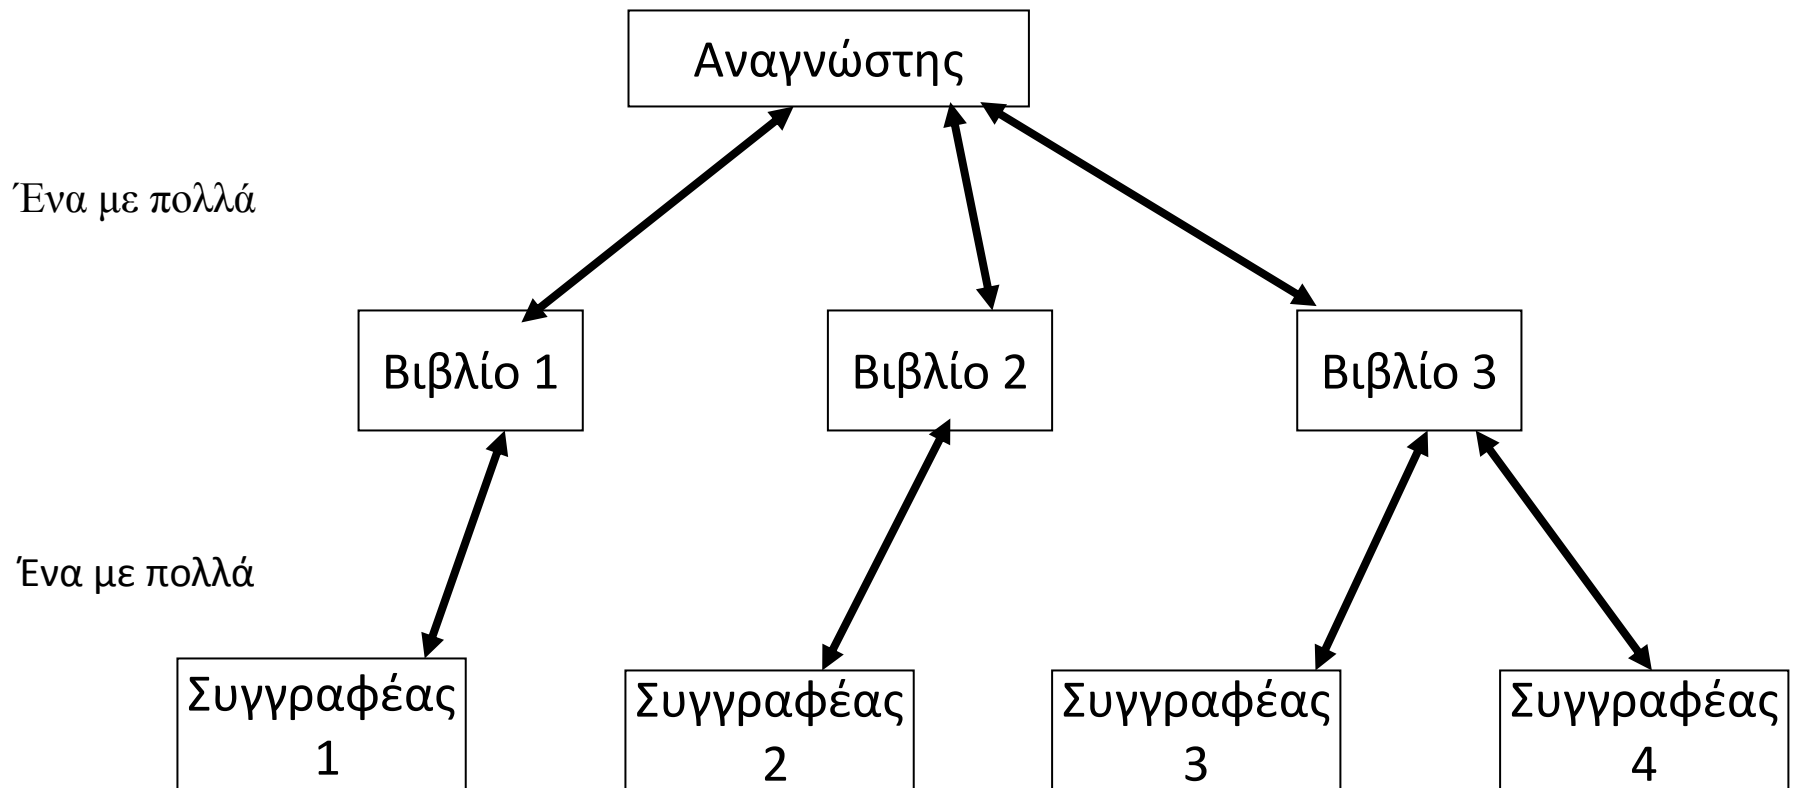 Αναγνώστης
Ένα με πολλά
Βιβλίο 1
Βιβλίο 2
Βιβλίο 3
Ένα με πολλά
Συγγραφέας
1
Συγγραφέας
2
Συγγραφέας
3
Συγγραφέας
4